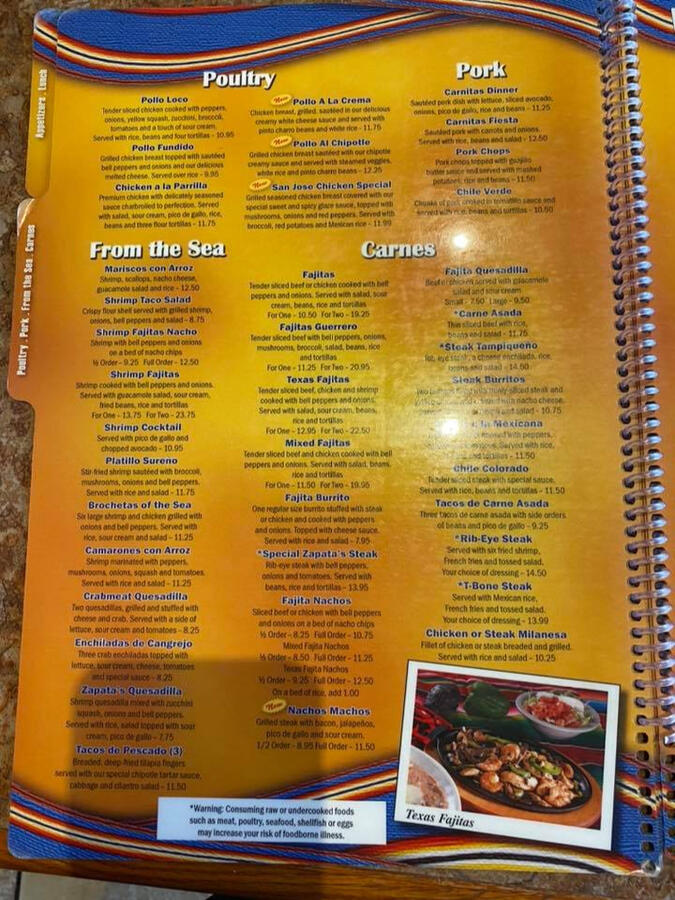 Appetizers . Lunch
Poultry . Pork . From the Sea . Carnes
Poultry
Pollo Loco
Tender sliced chicken cooked with peppers,
onions, yellow squash, zucchini, broccoli,
tomatoes and a touch of sour cream.
Served with rice, beans and four tortillas - 10.95
Pollo Fundido
Grilled chicken breast topped with sautéed
bell peppers and onions and our delicious
melted cheese. Served over rice - 9.95
Chicken a la Parrilla
Premium chicken with delicately seasoned
sauce charbroiled to perfection. Served
with salad, sour cream, pico de gallo, rice,
beans and three flour tortillas - 11.75
New Pollo A La Crema
Chicken breast, grilled, sautéed in our delicious
creamy white cheese sauce and served with
pinto charro beans and white rice - 11.75
New Pollo Al Chipotle
Grilled chicken breast sautéed with our chipotle
creamy sauce and served with steamed veggies,
white rice and pinto charro beans - 12.25
New San Jose Chicken Special
Grilled seasoned chicken breast covered with our
special sweet and spicy glaze sauce, topped with
mushrooms, onions and red peppers. Served with
broccoli, red potatoes and Mexican rice - 11.99
Pork
Carnitas Dinner
Sautéed pork dish with lettuce, sliced avocado,
onions, pico de gallo, rice and beans - 11.25
Carnitas Fiesta
Sautéed pork with carrots and onions.
Served with rice, beans and salad - 12.50
Pork Chops
Pork chops topped with guajillo
butter sauce and served with mashed
potatoes, rice and beans - 11.50
Chile Verde
Chunks of pork cooked in tomatillo sauce and
served with rice, beans and tortillas - 10.50
From the Sea
Mariscos con Arroz
Shrimp, scallops, nacho cheese,
guacamole salad and rice - 12.50
Shrimp Taco Salad
Crispy flour shell served with grilled shrimp,
onions, bell peppers and salad - 8.75
Shrimp Fajitas Nacho
Shrimp with bell peppers and onions
on a bed of nacho chips
½ Order - 9.25 Full Order - 12.50
Shrimp Fajitas
Shrimp cooked with bell peppers and onions.
Served with guacamole salad, sour cream,
fried beans, rice and tortillas
For One - 13.75 For Two - 23.75
Shrimp Cocktail
Served with pico de gallo and
chopped avocado - 10.95
Platillo Sureno
Stir-fried shrimp sautéed with broccoli,
mushrooms, onions and bell peppers.
Served with rice and salad - 11.75
Brochetas of the Sea
Six large shrimp and chicken grilled with
onions and bell peppers. Served with
rice, sour cream and salad - 11.25
Camarones con Arroz
Shrimp marinated with peppers,
mushrooms, onions, squash and tomatoes.
Served with rice and salad - 11.25
Crabmeat Quesadilla
Two quesadillas, grilled and stuffed with
cheese and crab. Served with a side of
lettuce, sour cream and tomatoes - 8.25
Enchiladas de Cangrejo
Three crab enchiladas topped with
lettuce, sour cream, cheese, tomatoes
and special sauce - 8.25
Zapata's Quesadilla
Shrimp quesadilla mixed with zucchini
squash, onions and bell peppers.
Served with rice, salad topped with sour
cream, pico de gallo - 7.75
Tacos de Pescado (3)
Breaded, deep-fried tilapia fingers
served with our special chipotle tartar sauce,
cabbage and cilantro salad - 11.50
Carnes
Fajitas
Tender sliced beef or chicken cooked with bell
peppers and onions. Served with salad, sour
cream, beans, rice and tortillas
For One - 10.50 For Two - 19.25
Fajitas Guerrero
Tender sliced beef with bell peppers, onions,
mushrooms, broccoli, salad, beans, rice
and tortillas
For One - 11.25 For Two - 20.95
Texas Fajitas
Tender sliced beef, chicken and shrimp
cooked with bell peppers and onions.
Served with salad, sour cream, beans,
rice and tortillas
For One - 12.95 For Two - 22.50
Mixed Fajitas
Tender sliced beef and chicken cooked with bell
peppers and onions. Served with salad, beans,
rice and tortillas
For One - 11.50 For Two - 19.95
Fajita Burrito
One regular size burrito stuffed with steak
or chicken and cooked with peppers
and onions. Topped with cheese sauce.
Served with rice and salad - 7.95
*Special Zapata's Steak
Rib-eye steak with bell peppers,
onions and tomatoes. Served with
beans, rice and tortillas - 13.95
Fajita Nachos
Sliced beef or chicken with bell peppers
and onions on a bed of nacho chips
½ Order - 8.25 Full Order - 10.75
Mixed Fajita Nachos
½ Order - 8.50 Full Order - 11.25
Texas Fajita Nachos
½ Order - 9.25 Full Order - 12.50
On a bed of rice, add 1.00
New Nachos Machos
Grilled steak with bacon, jalapeños,
pico de gallo and sour cream.
1/2 Order - 8.95 Full Order - 11.50
Fajita Quesadilla
Beef or chicken served with guacamole
salad and sour cream
Small - 7.50 Large - 9.50
*Carne Asada
Thin sliced beef with rice,
beans and salad - 11.75
*Steak Tampiqueño
eye steak, a cheese enchilada, rice,
beans and salad - 14.50
Steak Burritos
sliced steak and
with nacho cheese.
and salad - 10.75
la Mexicana
with peppers,
Served with rice,
and tortillas - 11.50
Chile Colorado
Tender sliced steak with special sauce.
Served with rice, beans and tortillas - 11.50
Tacos de Carne Asada
Three tacos de carne asada with side orders
of beans and pico de gallo - 9.25
*Rib-Eye Steak
Served with six fried shrimp,
French fries and tossed salad.
Your choice of dressing - 14.50
*T-Bone Steak
Served with Mexican rice,
French fries and tossed salad.
Your choice of dressing - 13.99
Chicken or Steak Milanesa
Fillet of chicken or steak breaded and grilled.
Served with rice and salad - 10.25
Texas Fajitas
*Warning: Consuming raw or undercooked foods
such as meat, poultry, seafood, shellfish or eggs
may increase your risk of foodborne illness.